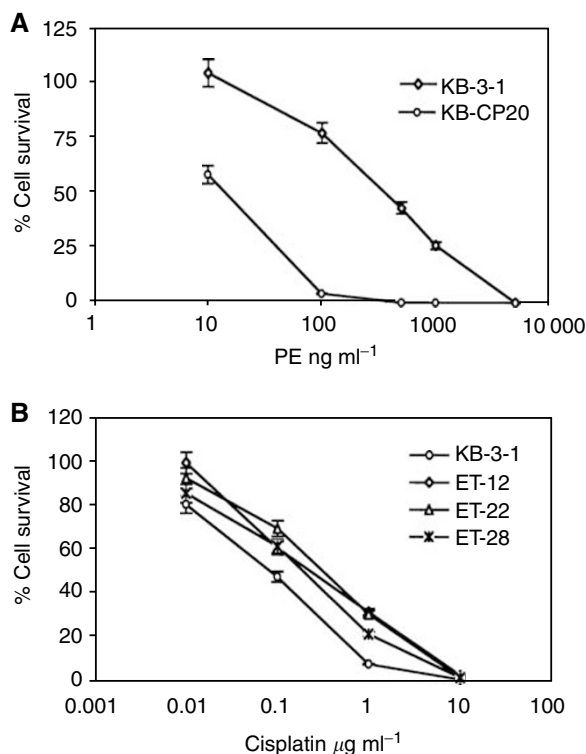 A
125
100
75
50
25
0
% Cell survival
KB-3-1
KB-CP20
1 10 100 1000 10 000
PE ng ml⁻¹
B
120
100
80
60
40
20
0
% Cell survival
KB-3-1
ET-12
ET-22
ET-28
0.001 0.01 0.1 1 10 100
Cisplatin μg ml⁻¹